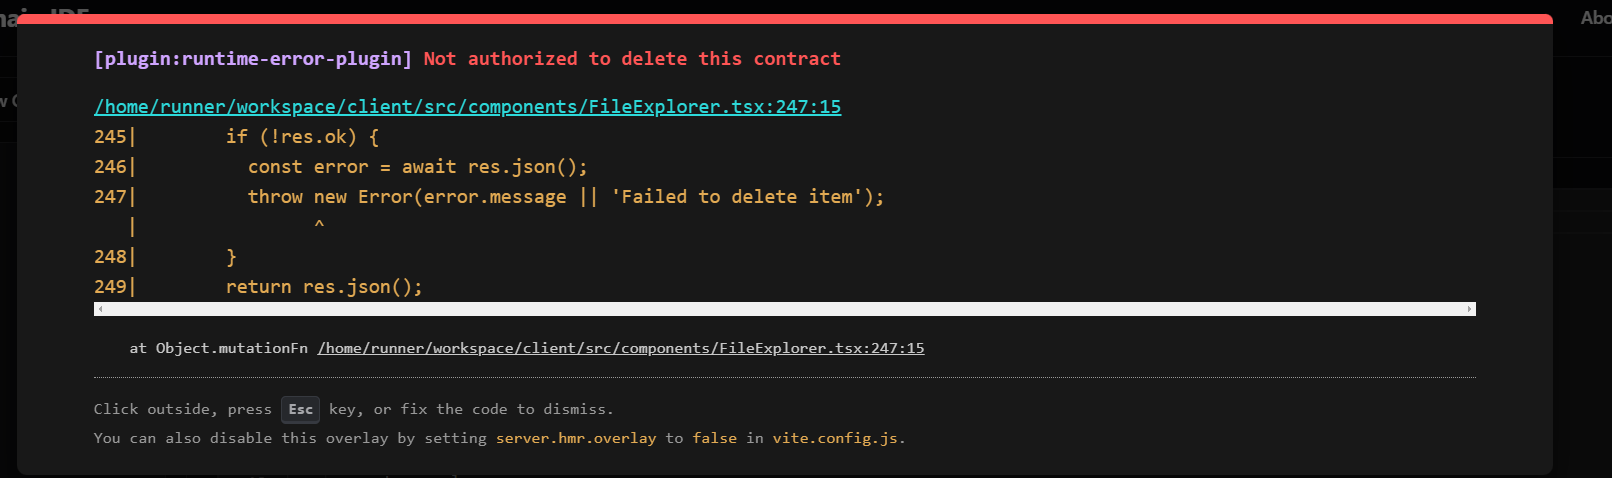 Abo
[plugin:runtime-error-plugin] Not authorized to delete this contract
/home/runner/workspace/client/src/components/FileExplorer.tsx:247:15
245|        if (!res.ok) {
246|          const error = await res.json();
247|          throw new Error(error.message || 'Failed to delete item');
   |                ^
248|        }
249|        return res.json();
at Object.mutationFn /home/runner/workspace/client/src/components/FileExplorer.tsx:247:15
Click outside, press Esc key, or fix the code to dismiss.
You can also disable this overlay by setting server.hmr.overlay to false in vite.config.js.